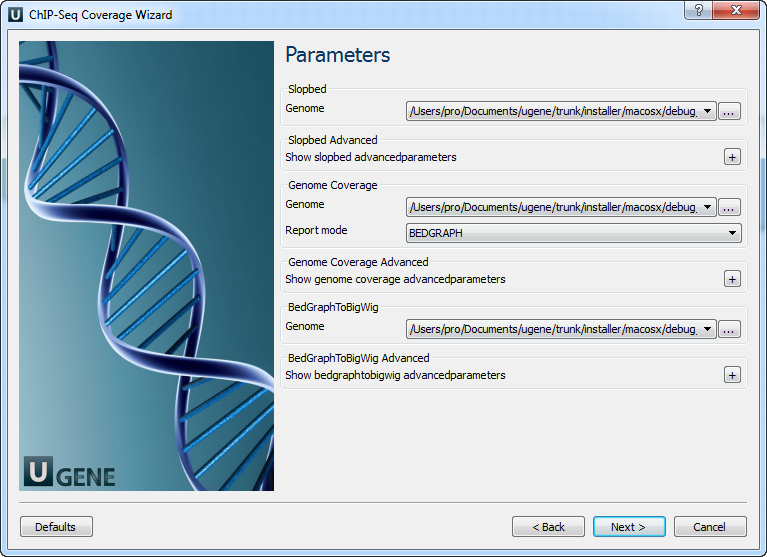 U ChIP-Seq Coverage Wizard
?
Parameters
Slopbed
Genome /Users/pro/Documents/ugene/trunk/installer/macosx/debug_ ...
Slopbed Advanced
Show slopbed advancedparameters +
Genome Coverage
Genome /Users/pro/Documents/ugene/trunk/installer/macosx/debug_ ...
Report mode BEDGRAPH
Genome Coverage Advanced
Show genome coverage advancedparameters +
BedGraphToBigWig
Genome /Users/pro/Documents/ugene/trunk/installer/macosx/debug_ ...
BedGraphToBigWig Advanced
Show bedgraphtobigwig advancedparameters +
U GENE
Defaults < Back Next > Cancel